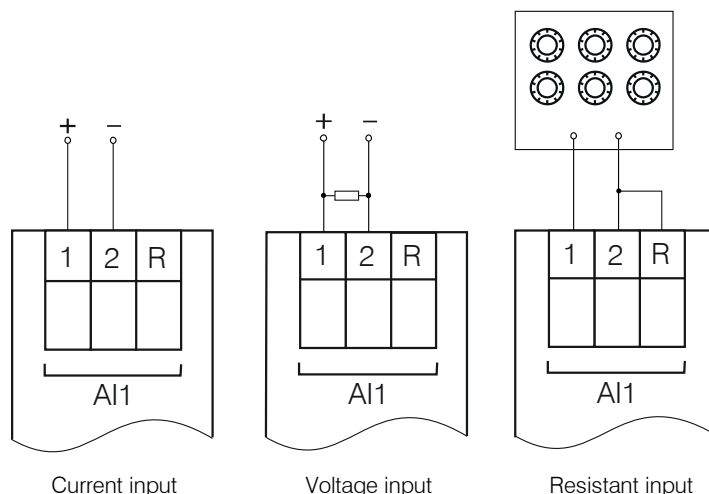 + −
1 2 R
AI1
Current input
+ −
1 2 R
AI1
Voltage input
1 2 R
AI1
Resistant input